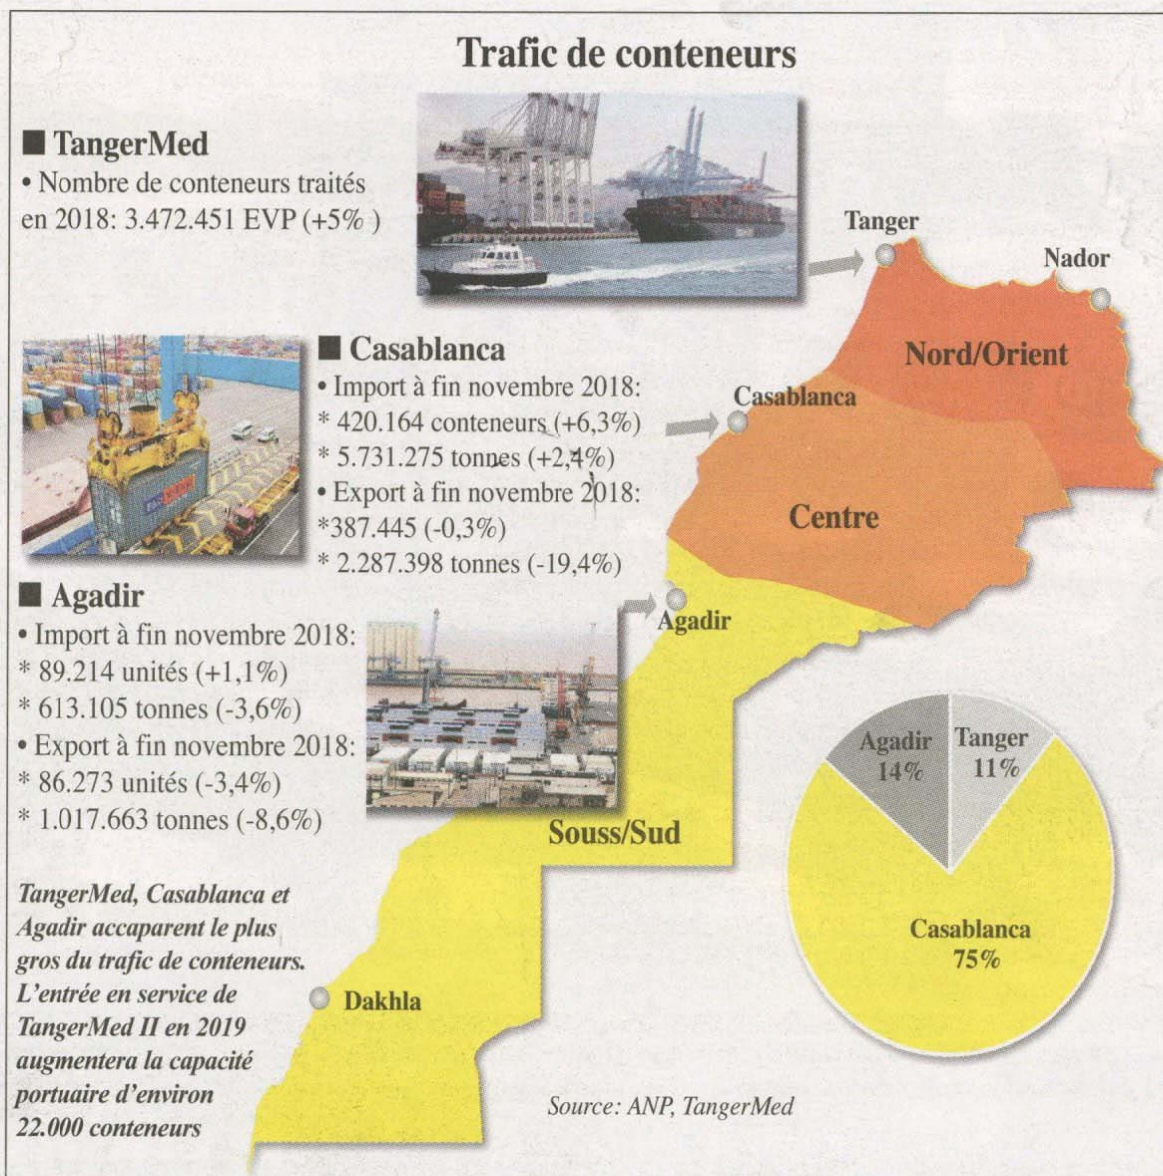 Trafic de conteneurs
■ TangerMed
• Nombre de conteneurs traités
en 2018: 3.472.451 EVP (+5% )
■ Casablanca
• Import à fin novembre 2018:
* 420.164 conteneurs (+6,3%)
* 5.731.275 tonnes (+2,4%)
• Export à fin novembre 2018:
*387.445 (-0,3%)
* 2.287.398 tonnes (-19,4%)
■ Agadir
• Import à fin novembre 2018:
* 89.214 unités (+1,1%)
* 613.105 tonnes (-3,6%)
• Export à fin novembre 2018:
* 86.273 unités (-3,4%)
* 1.017.663 tonnes (-8,6%)
TangerMed, Casablanca et
Agadir accaparent le plus
gros du trafic de conteneurs.
L'entrée en service de
TangerMed II en 2019
augmentera la capacité
portuaire d'environ
22.000 conteneurs
Tanger
Nador
Nord/Orient
Casablanca
Centre
Agadir
Souss/Sud
Dakhla
Agadir
14%
Tanger
11%
Casablanca
75%
Source: ANP, TangerMed